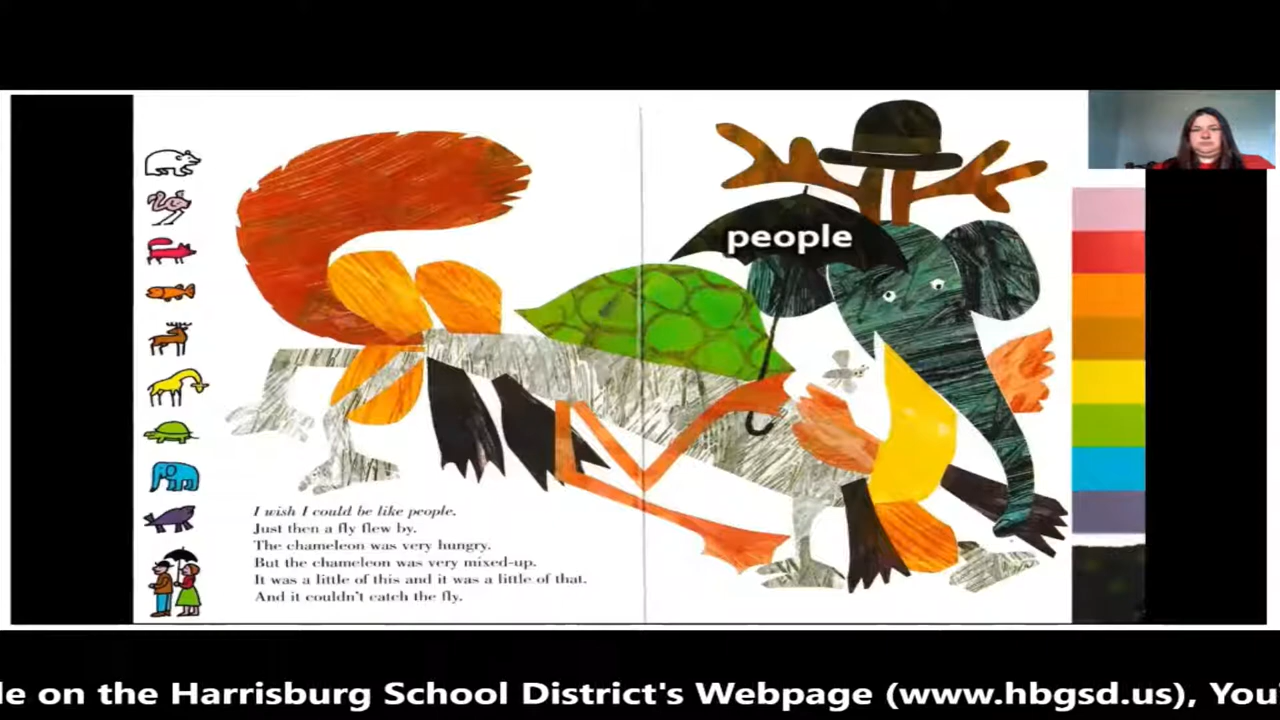 people
I wish I could be like people.
Just then a fly flew by.
The chameleon was very hungry.
But the chameleon was very mixed-up.
It was a little of this and it was a little of that.
And it couldn't catch the fly.
le on the Harrisburg School District's Webpage (www.hbgsd.us), You